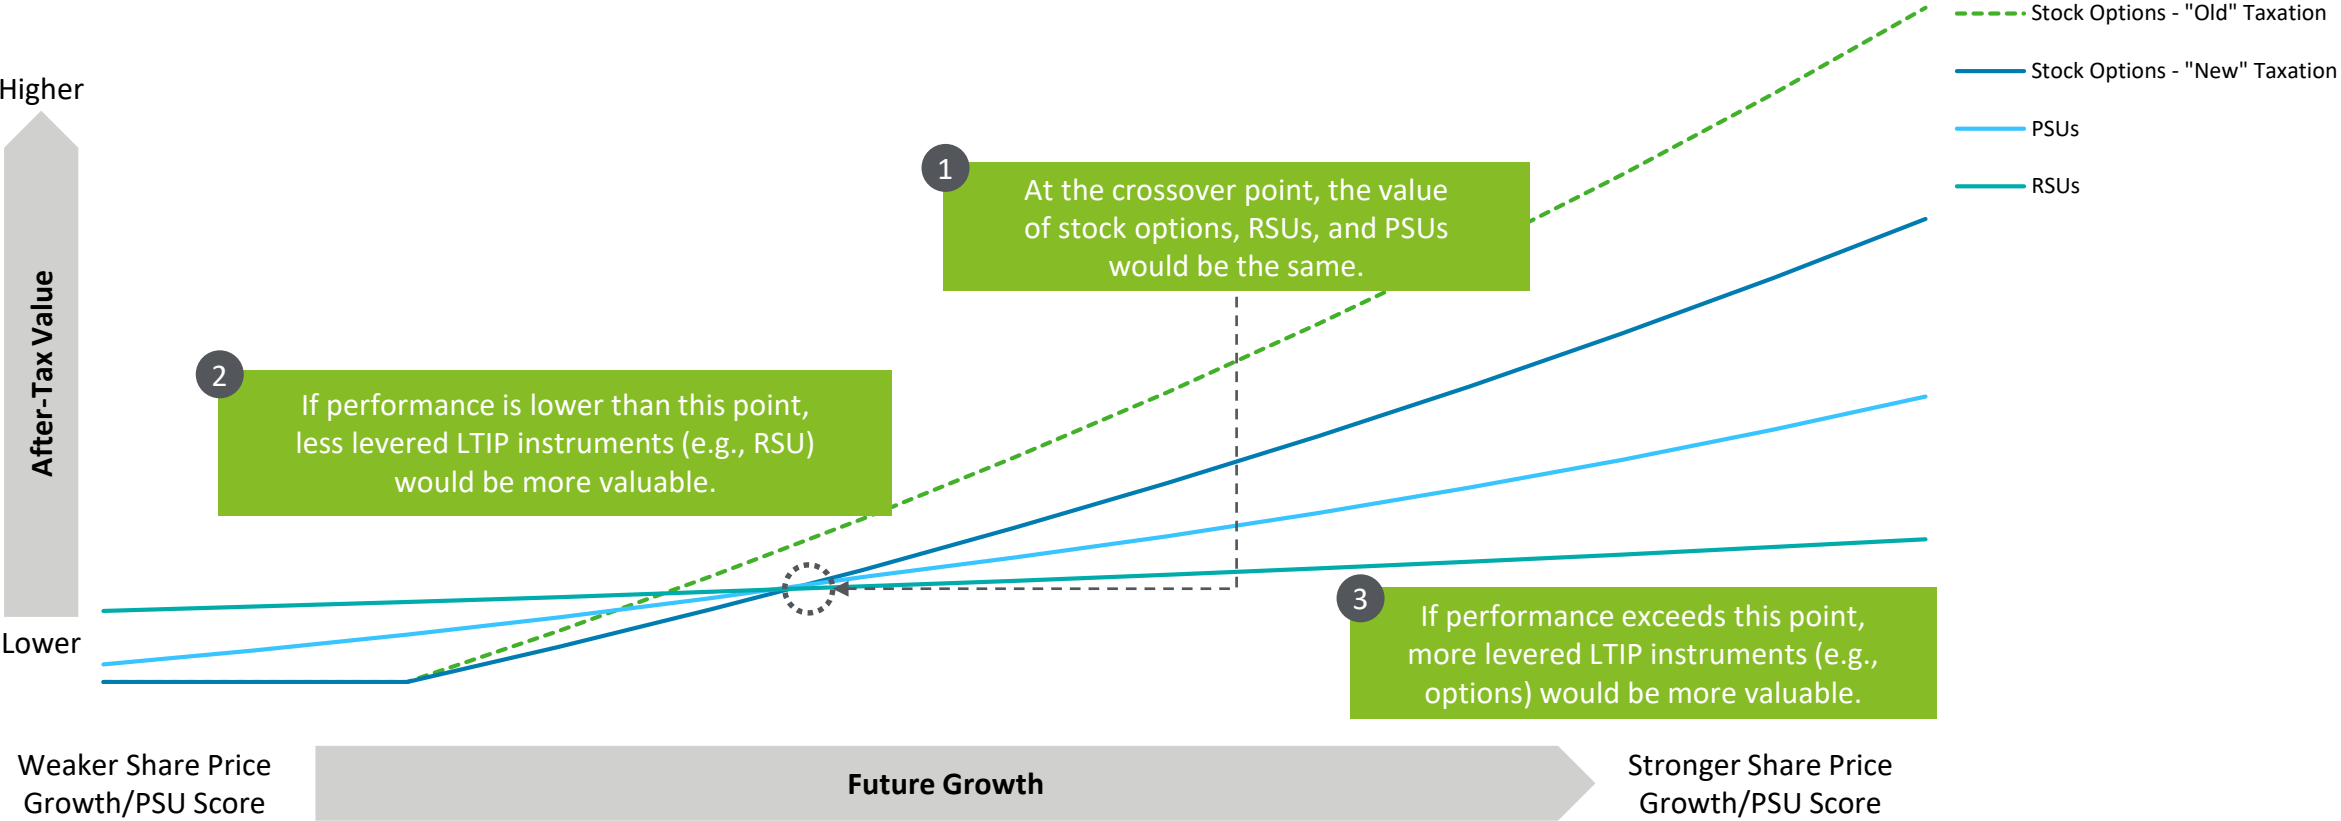 Stock Options - "Old" Taxation
Stock Options - "New" Taxation
PSUs
RSUs
Higher
After-Tax Value
Lower
1
At the crossover point, the value
of stock options, RSUs, and PSUs
would be the same.
2
If performance is lower than this point,
less levered LTIP instruments (e.g., RSU)
would be more valuable.
3
If performance exceeds this point,
more levered LTIP instruments (e.g.,
options) would be more valuable.
Weaker Share Price
Growth/PSU Score
Future Growth
Stronger Share Price
Growth/PSU Score